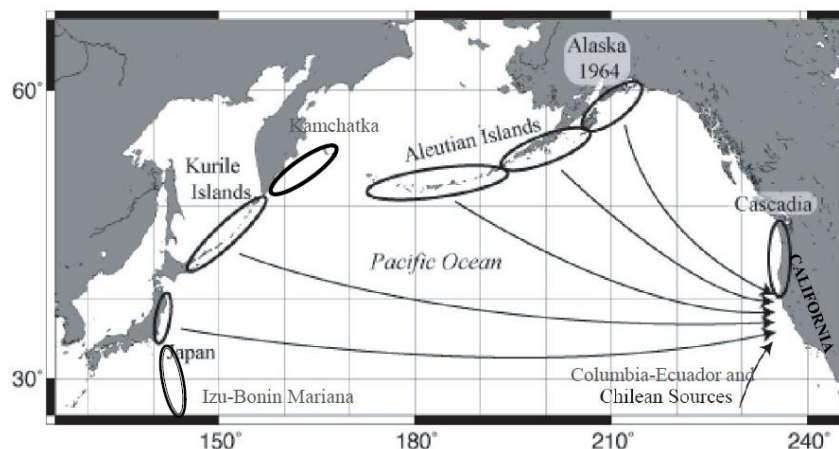 Alaska
1964
60°
Kamchatka
Aleutian Islands
Kurile
Islands
Cascadia
Pacific Ocean
CALIFORNIA
Japan
30°
Izu-Bonin Mariana
Columbia-Ecuador and
Chilean Sources
150° 180° 210° 240°